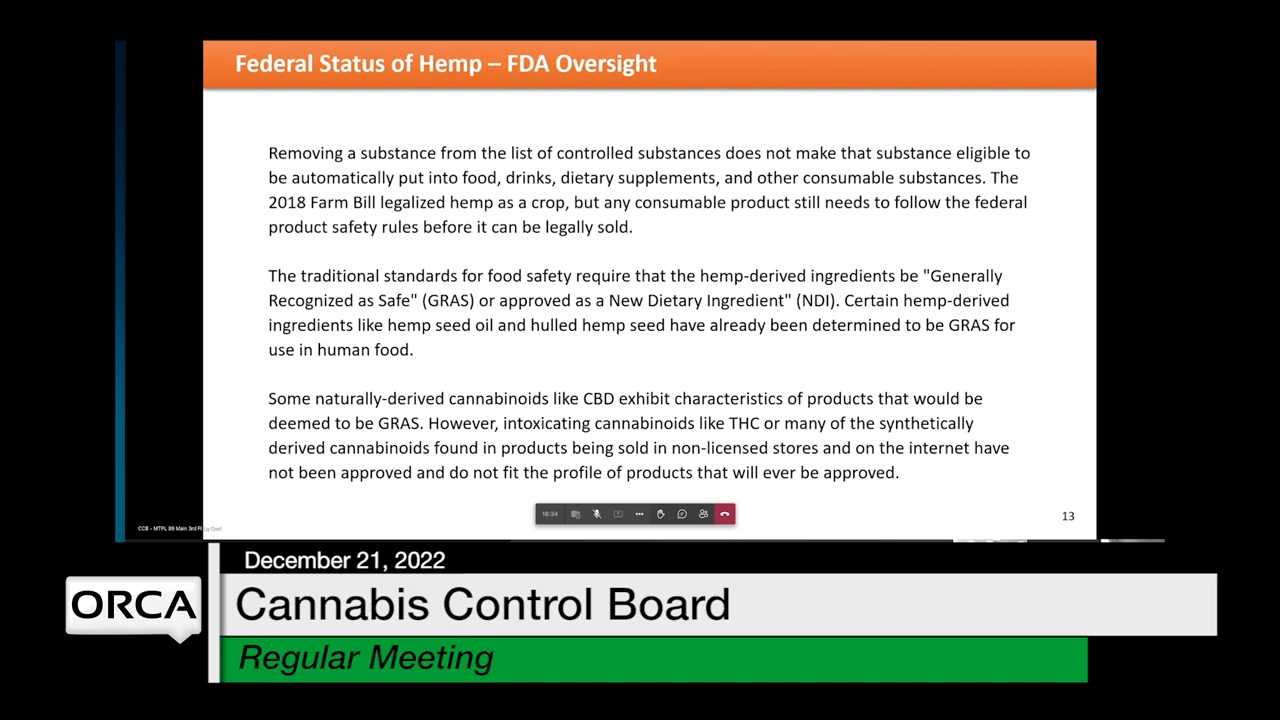 Federal Status of Hemp – FDA Oversight
Removing a substance from the list of controlled substances does not make that substance eligible to
be automatically put into food, drinks, dietary supplements, and other consumable substances. The
2018 Farm Bill legalized hemp as a crop, but any consumable product still needs to follow the federal
product safety rules before it can be legally sold.
The traditional standards for food safety require that the hemp-derived ingredients be "Generally
Recognized as Safe" (GRAS) or approved as a New Dietary Ingredient" (NDI). Certain hemp-derived
ingredients like hemp seed oil and hulled hemp seed have already been determined to be GRAS for
use in human food.
Some naturally-derived cannabinoids like CBD exhibit characteristics of products that would be
deemed to be GRAS. However, intoxicating cannabinoids like THC or many of the synthetically
derived cannabinoids found in products being sold in non-licensed stores and on the internet have
not been approved and do not fit the profile of products that will ever be approved.
18:34
13
CCB - MTPL 89 Main 3rd
December 21, 2022
ORCA
Cannabis Control Board
Regular Meeting